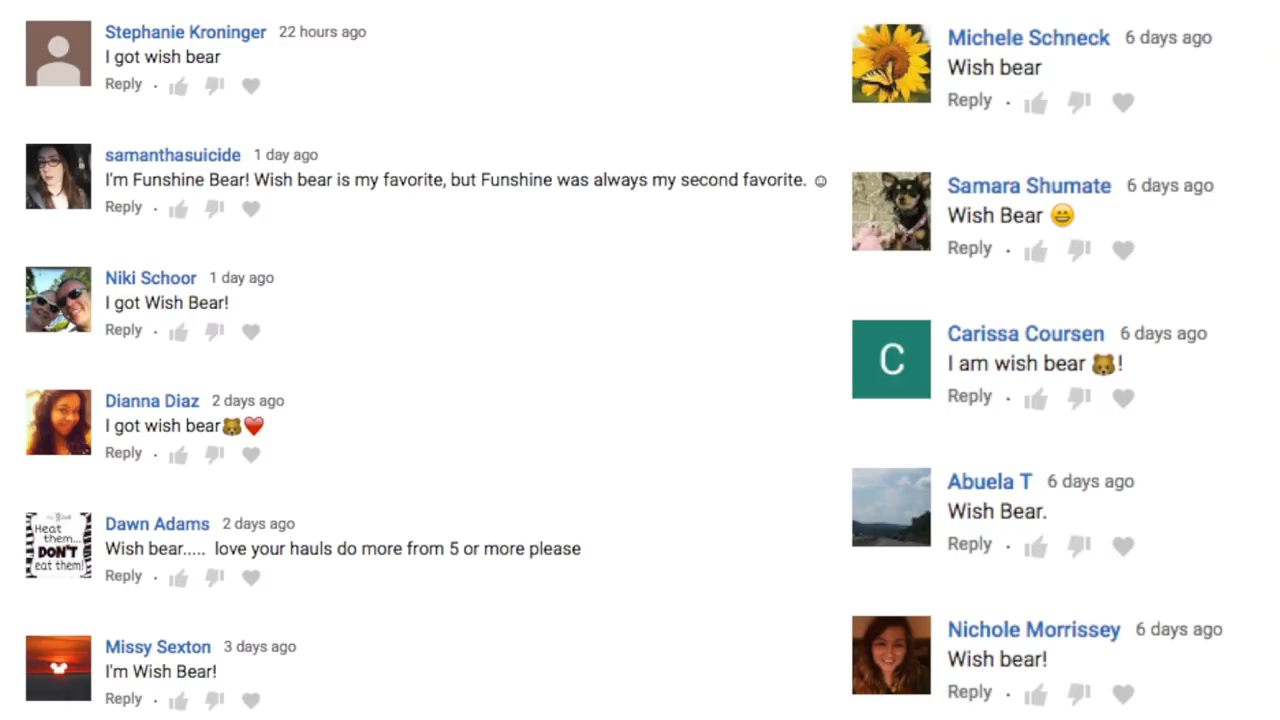 Stephanie Kroninger 22 hours ago
I got wish bear
Reply
samanthasuicide 1 day ago
I'm Funshine Bear! Wish bear is my favorite, but Funshine was always my second favorite. ☺
Reply
Niki Schoor 1 day ago
I got Wish Bear!
Reply
Dianna Diaz 2 days ago
I got wish bear🐻❤️
Reply
Heat
them...
DON'T
eat them!
Dawn Adams 2 days ago
Wish bear..... love your hauls do more from 5 or more please
Reply
Missy Sexton 3 days ago
I'm Wish Bear!
Reply
Michele Schneck 6 days ago
Wish bear
Reply
Samara Shumate 6 days ago
Wish Bear 😄
Reply
C
Carissa Coursen 6 days ago
I am wish bear 🐻!
Reply
Abuela T 6 days ago
Wish Bear.
Reply
Nichole Morrissey 6 days ago
Wish bear!
Reply